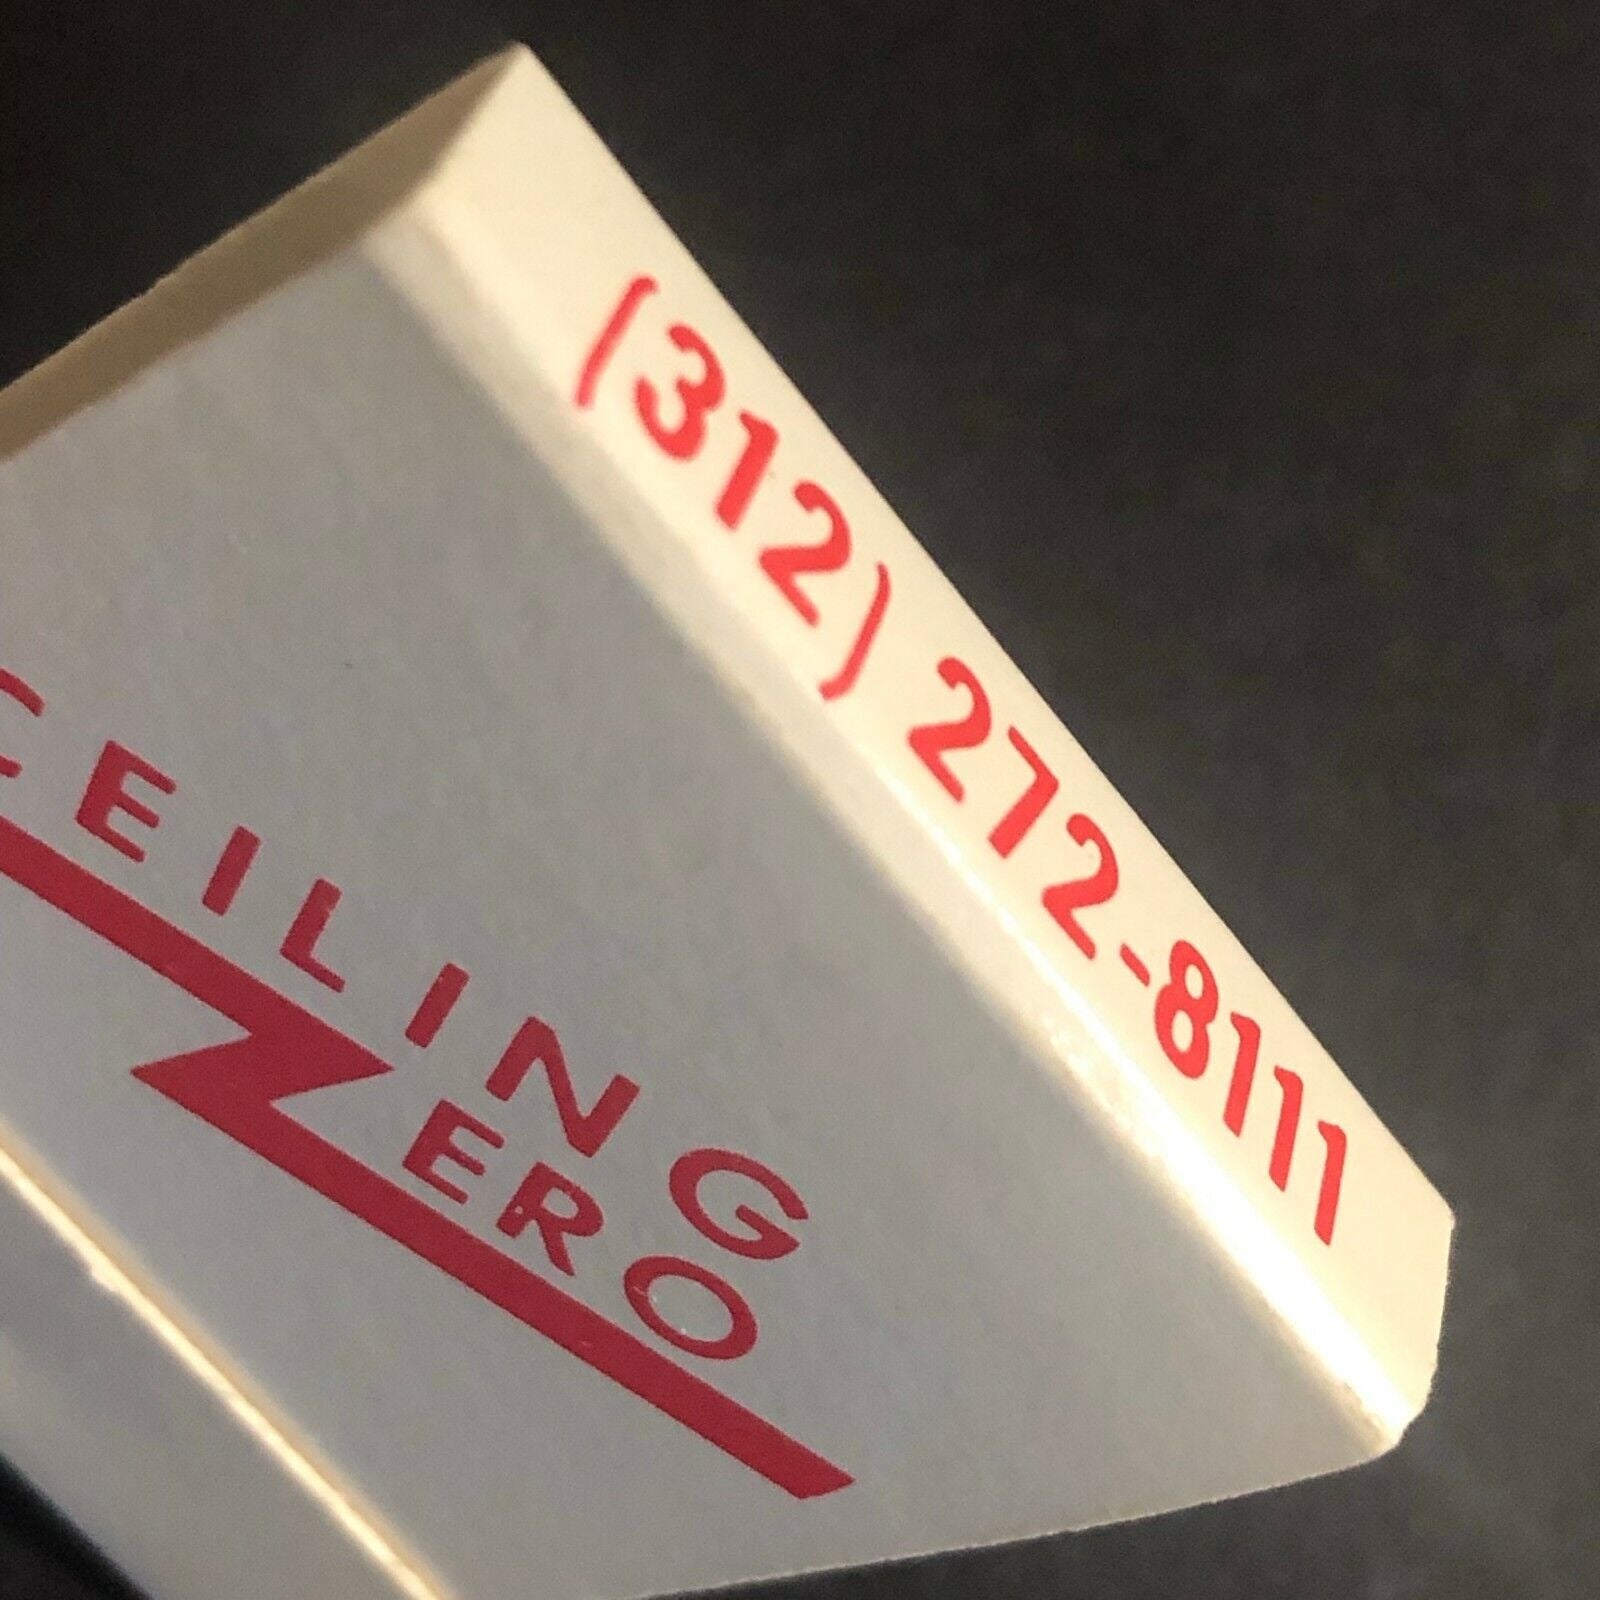 (312) 272-8111
CEILING
ZERO